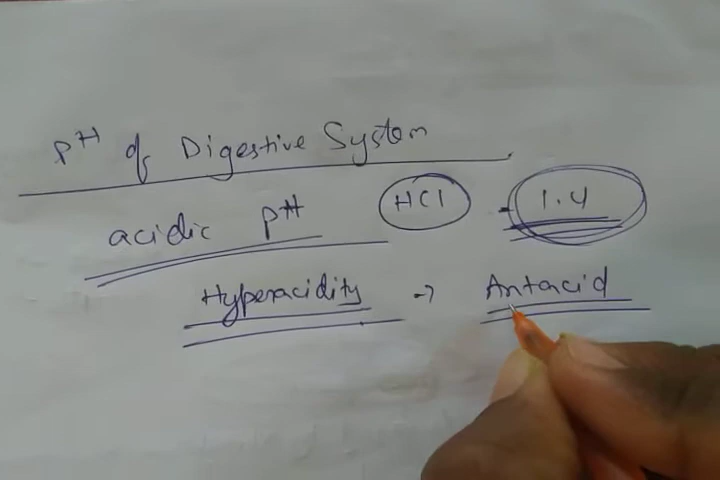 pH of Digestive System
acidic pH HCl - 1.4
Hyperacidity → Antacid